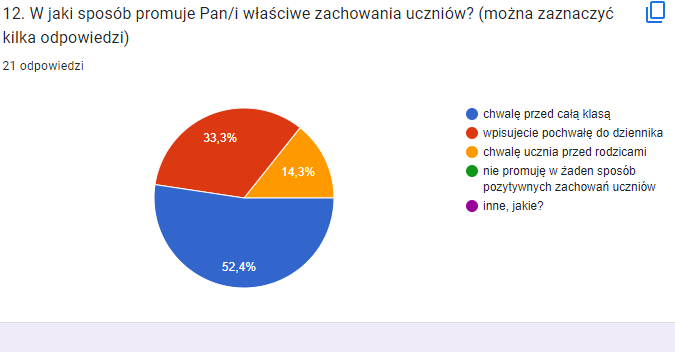 12. W jaki sposób promuje Pan/i właściwe zachowania uczniów? (można zaznaczyć
kilka odpowiedzi)
21 odpowiedzi
chwalę przed całą klasą
wpisujecie pochwałę do dziennika
chwalę ucznia przed rodzicami
nie promuję w żaden sposób
pozytywnych zachowań uczniów
inne, jakie?
33,3%
14,3%
52,4%